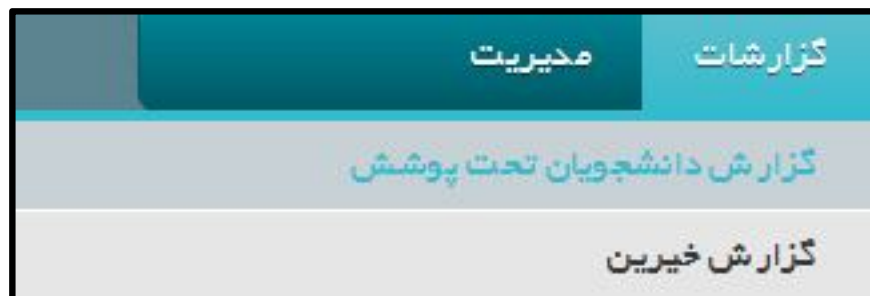 گزارشات مدیریت
گزارش دانشجویان تحت پوشش
گزارش خیرین